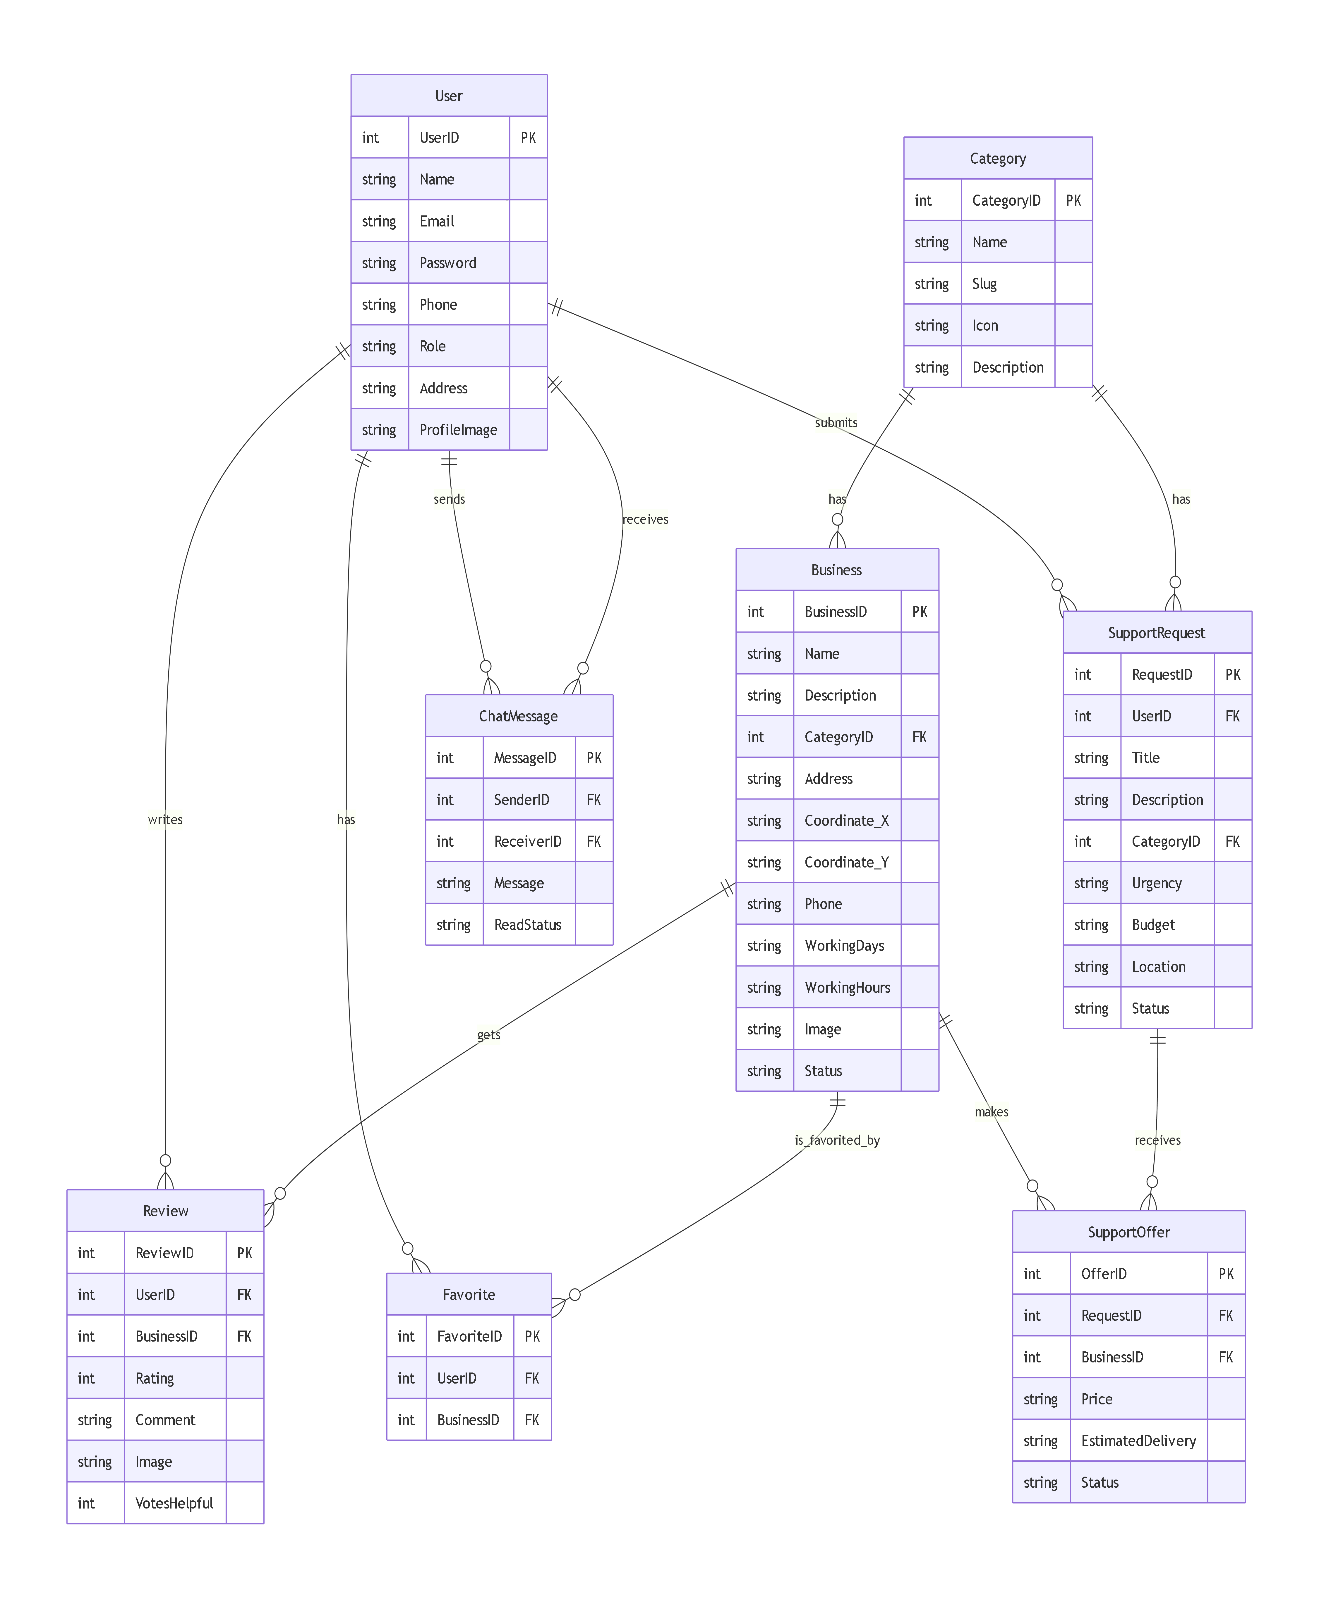 User
int UserID PK
string Name
string Email
string Password
string Phone
string Role
string Address
string ProfileImage
Category
int CategoryID PK
string Name
string Slug
string Icon
string Description
submits
has
has
sends
receives
Business
int BusinessID PK
string Name
string Description
int CategoryID FK
string Address
string Coordinate_X
string Coordinate_Y
string Phone
string WorkingDays
string WorkingHours
string Image
string Status
SupportRequest
int RequestID PK
int UserID FK
string Title
string Description
int CategoryID FK
string Urgency
string Budget
string Location
string Status
ChatMessage
int MessageID PK
int SenderID FK
int ReceiverID FK
string Message
string ReadStatus
writes
has
gets
makes
is_favorited_by
receives
Review
int ReviewID PK
int UserID FK
int BusinessID FK
int Rating
string Comment
string Image
int VotesHelpful
Favorite
int FavoriteID PK
int UserID FK
int BusinessID FK
SupportOffer
int OfferID PK
int RequestID FK
int BusinessID FK
string Price
string EstimatedDelivery
string Status